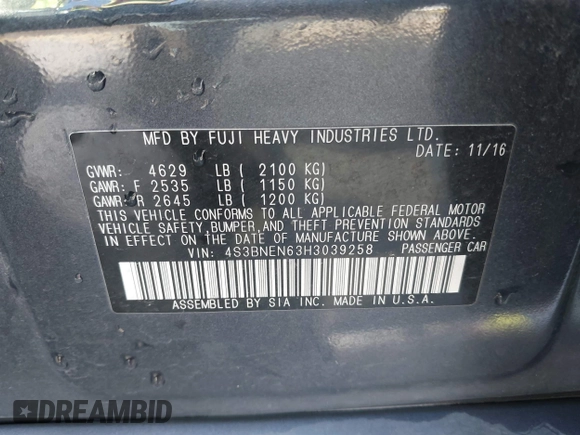 MFD BY FUJI HEAVY INDUSTRIES LTD.
DATE: 11/16
GVWR: 4629 LB ( 2100 KG)
GAWR: F 2535 LB ( 1150 KG)
GAWR: R 2645 LB ( 1200 KG)
THIS VEHICLE CONFORMS TO ALL APPLICABLE FEDERAL MOTOR
VEHICLE SAFETY, BUMPER, AND THEFT PREVENTION STANDARDS
IN EFFECT ON THE DATE OF MANUFACTURE SHOWN ABOVE.
VIN: 4S3BNEN63H3039258 PASSENGER CAR
ASSEMBLED BY SIA INC. MADE IN U.S.A.
DREAMBID